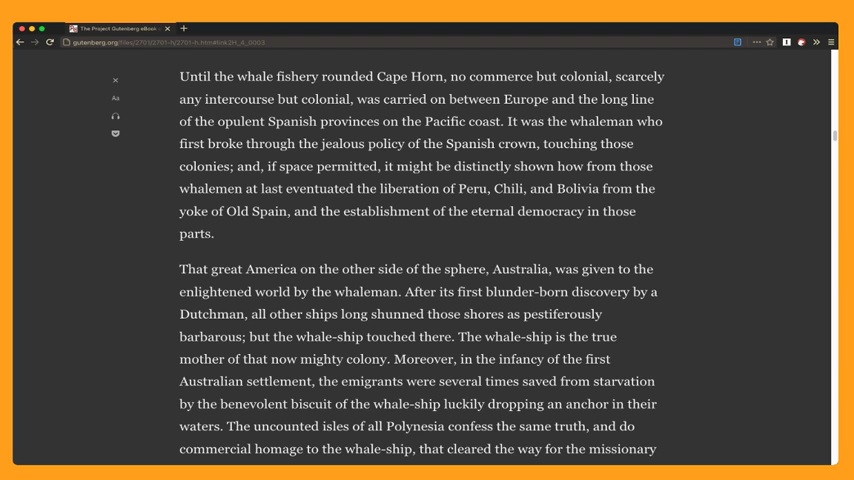 The Project Gutenberg eBook
gutenberg.org/files/2701/2701-h/2701-h.htm#link2H_4_0003
Aa
Until the whale fishery rounded Cape Horn, no commerce but colonial, scarcely
any intercourse but colonial, was carried on between Europe and the long line
of the opulent Spanish provinces on the Pacific coast. It was the whaleman who
first broke through the jealous policy of the Spanish crown, touching those
colonies; and, if space permitted, it might be distinctly shown how from those
whalemen at last eventuated the liberation of Peru, Chili, and Bolivia from the
yoke of Old Spain, and the establishment of the eternal democracy in those
parts.
That great America on the other side of the sphere, Australia, was given to the
enlightened world by the whaleman. After its first blunder-born discovery by a
Dutchman, all other ships long shunned those shores as pestiferously
barbarous; but the whale-ship touched there. The whale-ship is the true
mother of that now mighty colony. Moreover, in the infancy of the first
Australian settlement, the emigrants were several times saved from starvation
by the benevolent biscuit of the whale-ship luckily dropping an anchor in their
waters. The uncounted isles of all Polynesia confess the same truth, and do
commercial homage to the whale-ship, that cleared the way for the missionary